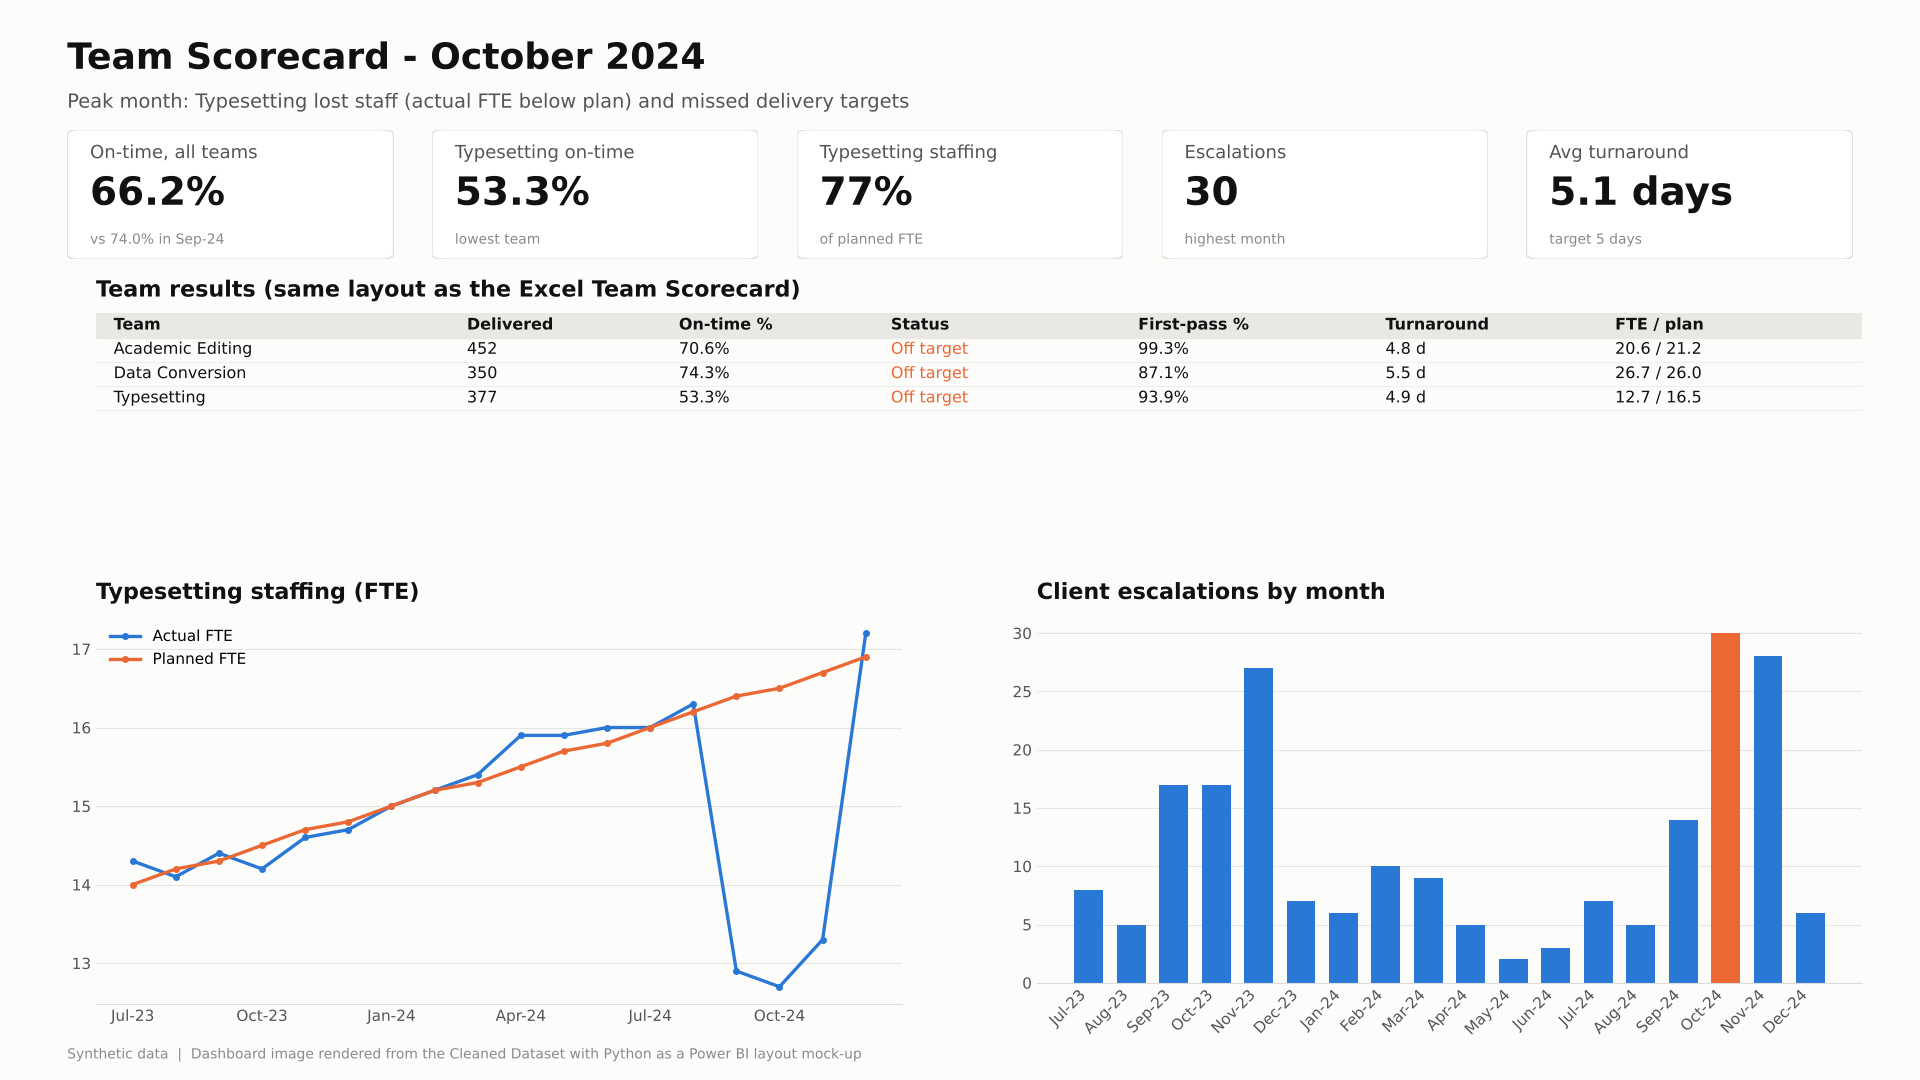 Team Scorecard - October 2024
Peak month: Typesetting lost staff (actual FTE below plan) and missed delivery targets
On-time, all teams
66.2%
vs 74.0% in Sep-24
Typesetting on-time
53.3%
lowest team
Typesetting staffing
77%
of planned FTE
Escalations
30
highest month
Avg turnaround
5.1 days
target 5 days
Team results (same layout as the Excel Team Scorecard)
Team Delivered On-time % Status First-pass % Turnaround FTE / plan
Academic Editing 452 70.6% Off target 99.3% 4.8 d 20.6 / 21.2
Data Conversion 350 74.3% Off target 87.1% 5.5 d 26.7 / 26.0
Typesetting 377 53.3% Off target 93.9% 4.9 d 12.7 / 16.5
Typesetting staffing (FTE)
Actual FTE
Planned FTE
17
16
15
14
13
Jul-23 Oct-23 Jan-24 Apr-24 Jul-24 Oct-24
Client escalations by month
30
25
20
15
10
5
0
Jul-23 Aug-23 Sep-23 Oct-23 Nov-23 Dec-23 Jan-24 Feb-24 Mar-24 Apr-24 May-24 Jun-24 Jul-24 Aug-24 Sep-24 Oct-24 Nov-24 Dec-24
Synthetic data | Dashboard image rendered from the Cleaned Dataset with Python as a Power BI layout mock-up